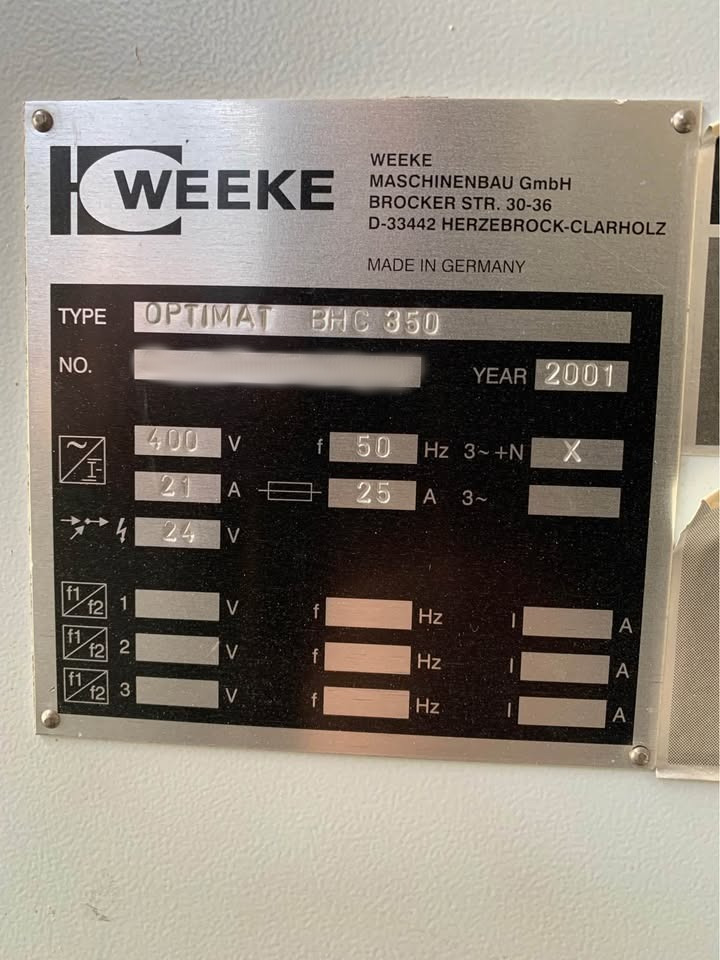 WEEKE
WEEKE
MASCHINENBAU GmbH
BROCKER STR. 30-36
D-33442 HERZEBROCK-CLARHOLZ
MADE IN GERMANY
TYPE OPTIMAT BHC 350
NO.
YEAR 2001
400 V f 50 Hz 3~+N X
21 A 25 A 3~
24 V
f1 f2 1 V f Hz I A
f1 f2 2 V f Hz I A
f1 f2 3 V f Hz I A